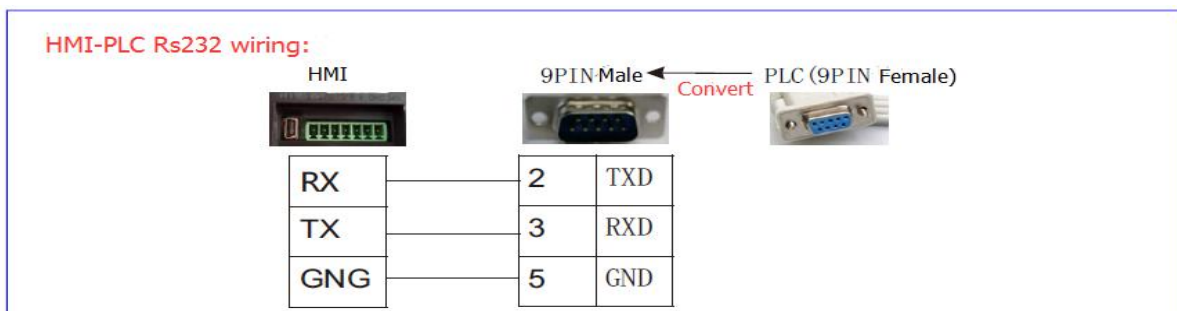 HMI-PLC Rs232 wiring:
HMI
9PIN Male
Convert
PLC(9PIN Female)
RX
2
TXD
TX
3
RXD
GNG
5
GND